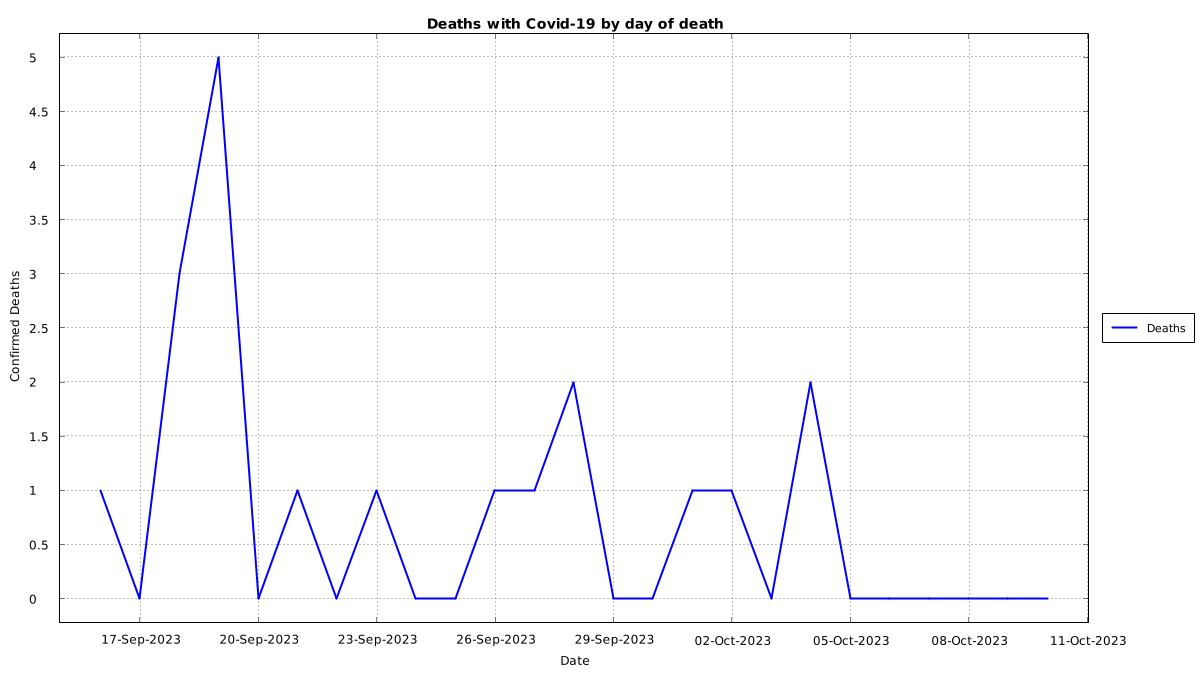 Deaths with Covid-19 by day of death
5
4.5
4
3.5
3
2.5
2
1.5
1
0.5
0
Confirmed Deaths
17-Sep-2023 20-Sep-2023 23-Sep-2023 26-Sep-2023 29-Sep-2023 02-Oct-2023 05-Oct-2023 08-Oct-2023 11-Oct-2023
Date
Deaths